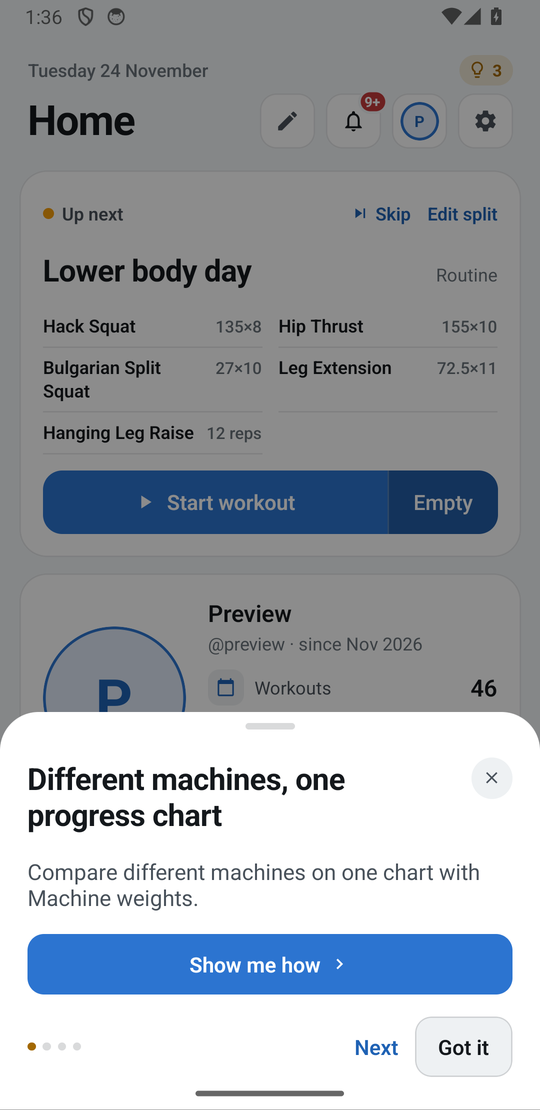 1:36
Tuesday 24 November
3
Home
9+
P
Up next
Skip
Edit split
Lower body day
Routine
Hack Squat 135×8
Hip Thrust 155×10
Bulgarian Split
Squat 27×10
Leg Extension 72.5×11
Hanging Leg Raise 12 reps
Start workout
Empty
Preview
@preview · since Nov 2026
P
Workouts 46
Different machines, one
progress chart
Compare different machines on one chart with
Machine weights.
Show me how
Next
Got it